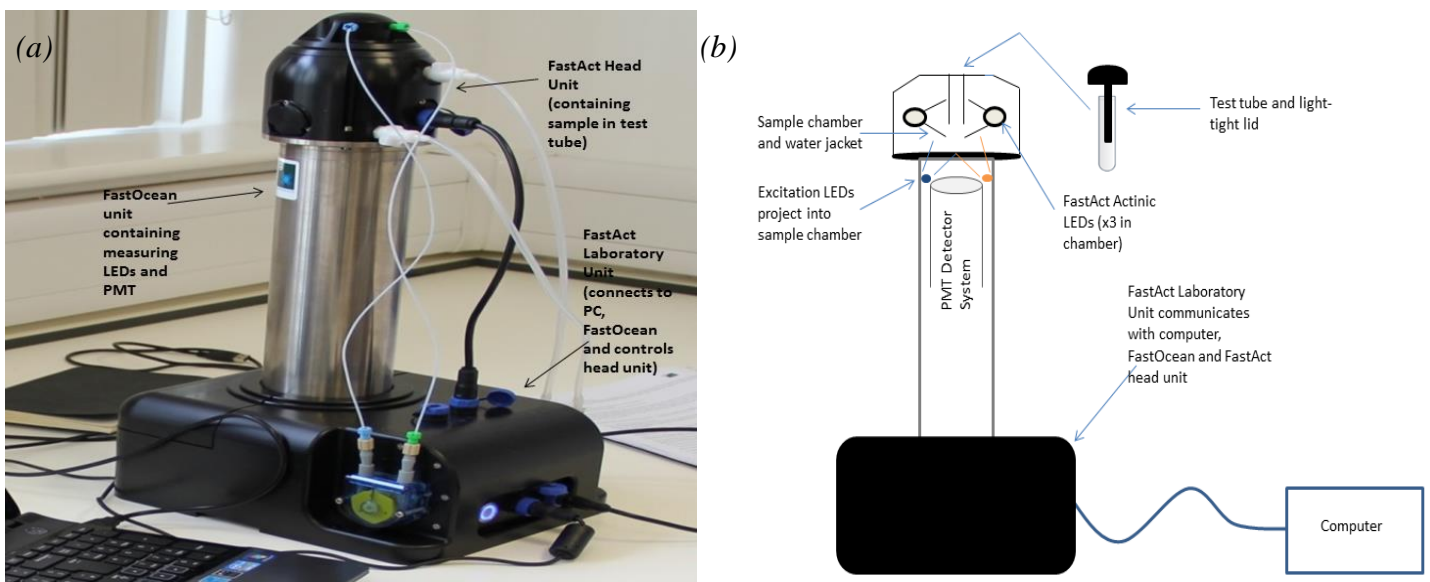 (a)
FastAct Head
Unit
(containing
sample in test
tube)
FastOcean
unit
containing
measuring
LEDs and
PMT
FastAct
Laboratory
Unit
(connects to
PC,
FastOcean
and controls
head unit)
(b)
Sample chamber
and water jacket
Excitation LEDs
project into
sample chamber
PMT Detector
System
Test tube and light-
tight lid
FastAct Actinic
LEDs (x3 in
chamber)
FastAct Laboratory
Unit communicates
with computer,
FastOcean and FastAct
head unit
Computer